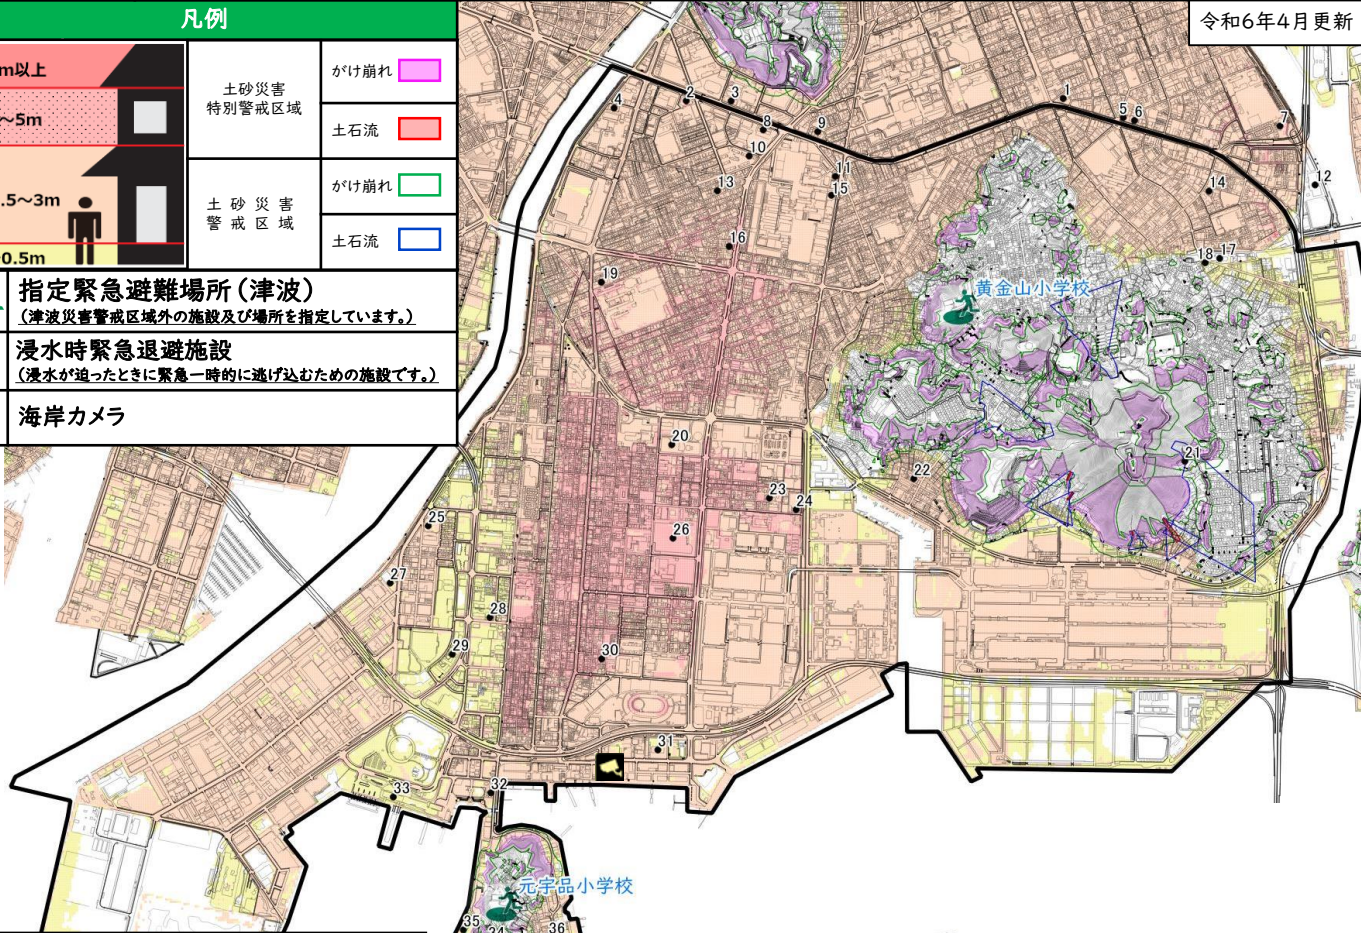 凡例
令和6年4月更新
m以上
～5m
.5～3m
0.5m
土砂災害
特別警戒区域
がけ崩れ
土石流
土砂災害
警戒区域
がけ崩れ
土石流
指定緊急避難場所（津波）
（津波災害警戒区域外の施設及び場所を指定しています。）
浸水時緊急退避施設
（浸水が迫ったときに緊急一時的に逃げ込むための施設です。）
海岸カメラ
1
2
3
4
5
6
7
8
9
10
11
12
13
14
15
16
17
18
19
黄金山小学校
20
21
22
23
24
25
26
27
28
29
30
31
32
33
元宇品小学校
34
35
36